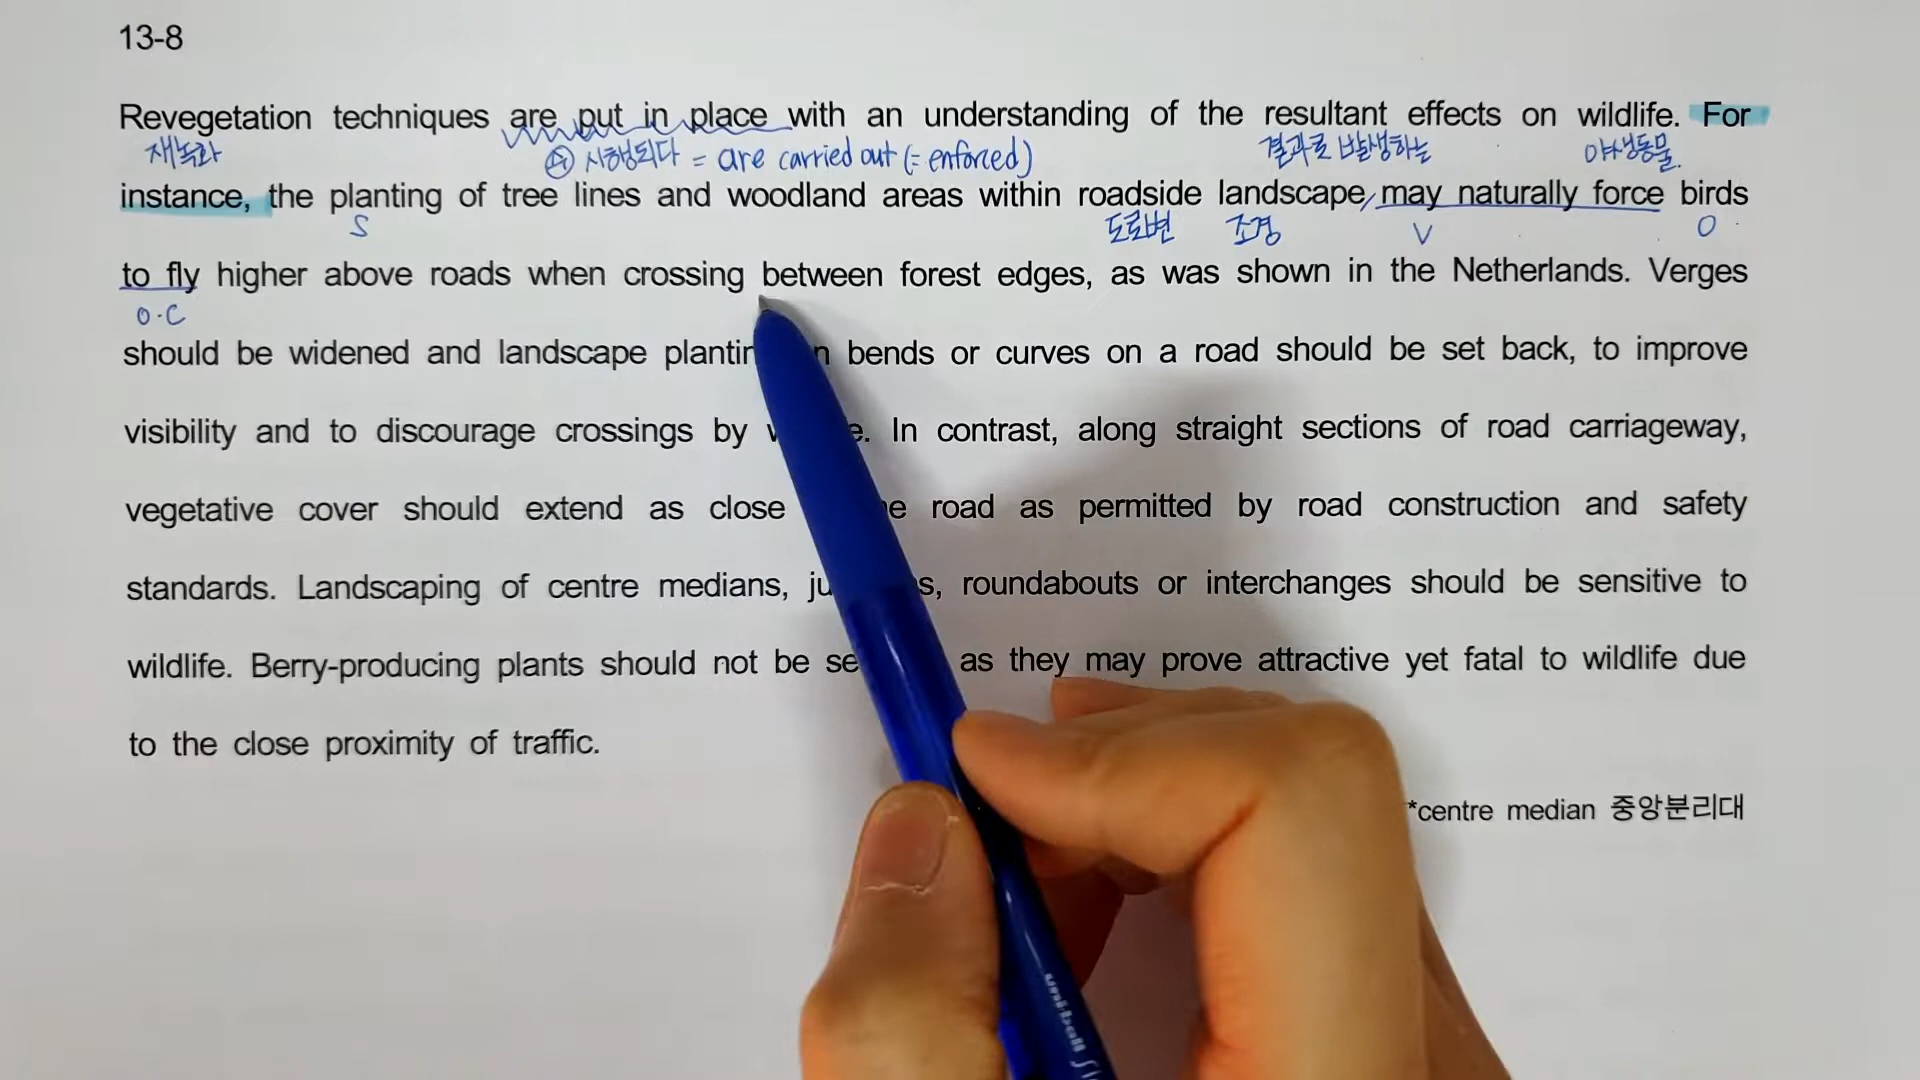 13-8
Revegetation techniques are put in place with an understanding of the resultant effects on wildlife. For
재녹화 시행되다 = are carried out (= enforced) 결과로 발생하는 야생동물
instance, the planting of tree lines and woodland areas within roadside landscape may naturally force birds
S 도로변 조경 V O
to fly higher above roads when crossing between forest edges, as was shown in the Netherlands. Verges
O·C
should be widened and landscape bends or curves on a road should be set back, to improve
visibility and to discourage crossings by In contrast, along straight sections of road carriageway,
vegetative cover should extend as close road as permitted by road construction and safety
standards. Landscaping of centre medians, roundabouts or interchanges should be sensitive to
wildlife. Berry-producing plants should not be as they may prove attractive yet fatal to wildlife due
to the close proximity of traffic.
*centre median 중앙분리대
uni-ball